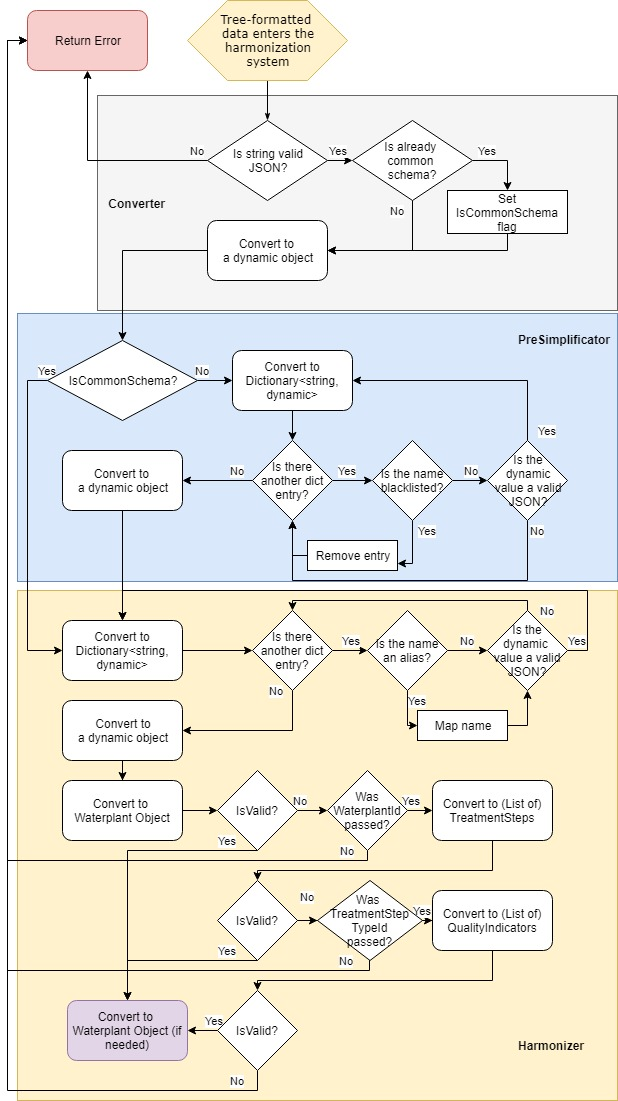 Return Error
Tree-formatted
data enters the
harmonization
system
No
Is string valid
JSON?
Yes
Is already
common
schema?
Yes
Converter
No
Set
IsCommonSchema
flag
Convert to
a dynamic object
PreSimplificator
Yes
IsCommonSchema?
No
Convert to
Dictionary<string,
dynamic>
Yes
Convert to
a dynamic object
No
Is there
another dict
entry?
Yes
Is the name
blacklisted?
No
Is the
dynamic
value a valid
JSON?
Yes
No
Remove entry
Convert to
Dictionary<string,
dynamic>
Is there
another dict
entry?
Yes
Is the name
an alias?
No
Is the
dynamic
value a valid
JSON?
No
Yes
No
Yes
Convert to
a dynamic object
Map name
Convert to
Waterplant Object
IsValid?
No
Was
WaterplantId
passed?
Yes
Convert to (List of)
TreatmentSteps
Yes
No
IsValid?
No
Was
TreatmentStep
TypeId
passed?
Yes
Convert to (List of)
QualityIndicators
Yes
No
Convert to
Waterplant Object (if
needed)
Yes
IsValid?
Harmonizer
No